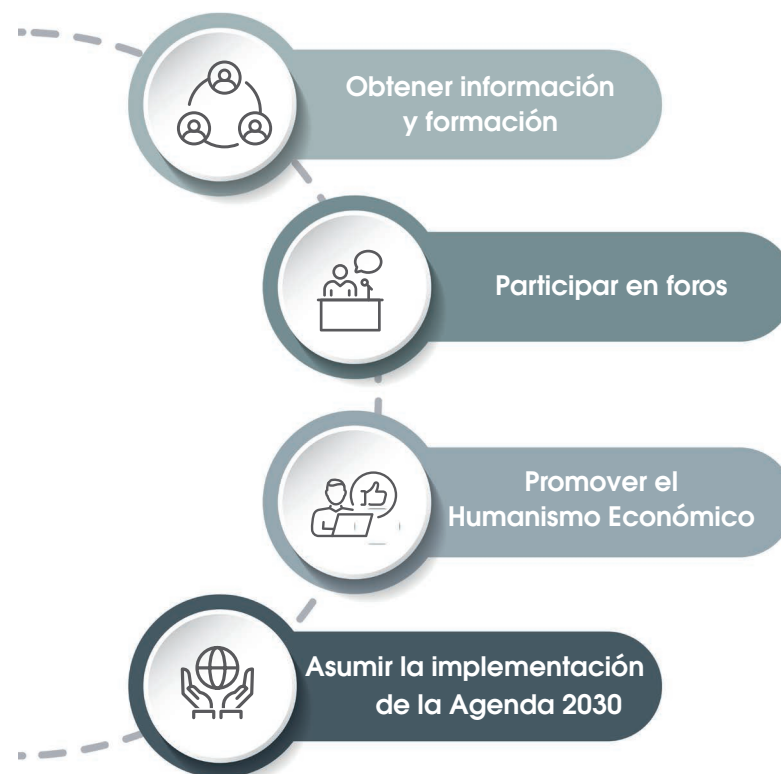 Obtener información
y formación
Participar en foros
Promover el
Humanismo Económico
Asumir la implementación
de la Agenda 2030